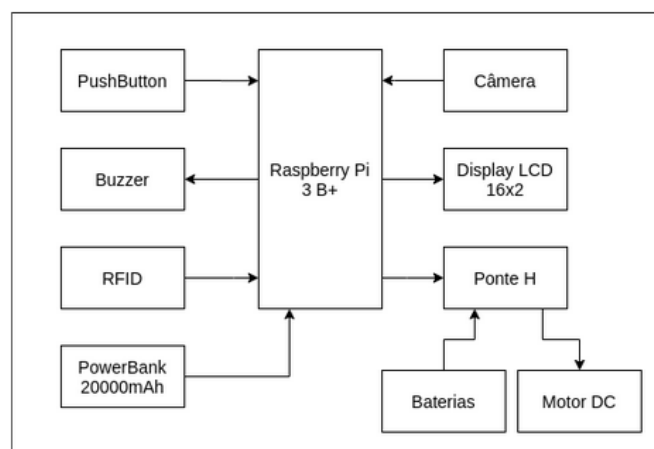 PushButton
Câmera
Buzzer
Raspberry Pi
3 B+
Display LCD
16x2
RFID
Ponte H
PowerBank
20000mAh
Baterias
Motor DC